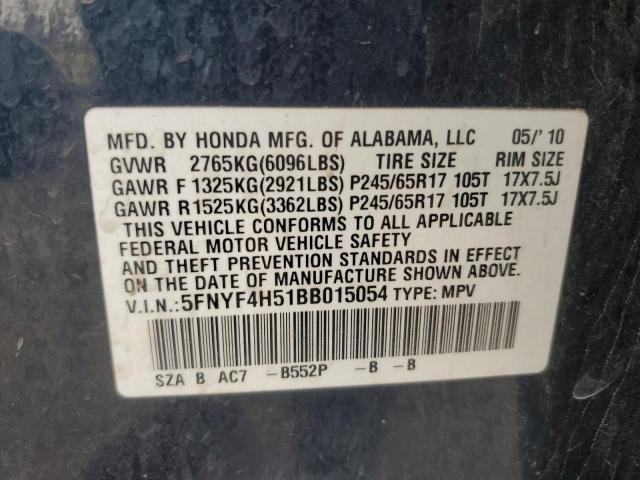 MFD. BY HONDA MFG. OF ALABAMA, LLC 05/'10
GVWR 2765KG(6096LBS) TIRE SIZE RIM SIZE
GAWR F 1325KG(2921LBS) P245/65R17 105T 17X7.5J
GAWR R1525KG(3362LBS) P245/65R17 105T 17X7.5J
THIS VEHICLE CONFORMS TO ALL APPLICABLE
FEDERAL MOTOR VEHICLE SAFETY
AND THEFT PREVENTION STANDARDS IN EFFECT
ON THE DATE OF MANUFACTURE SHOWN ABOVE.
V.I.N.:5FNYF4H51BB015054 TYPE: MPV
SZA B AC7 -B552P -B -B